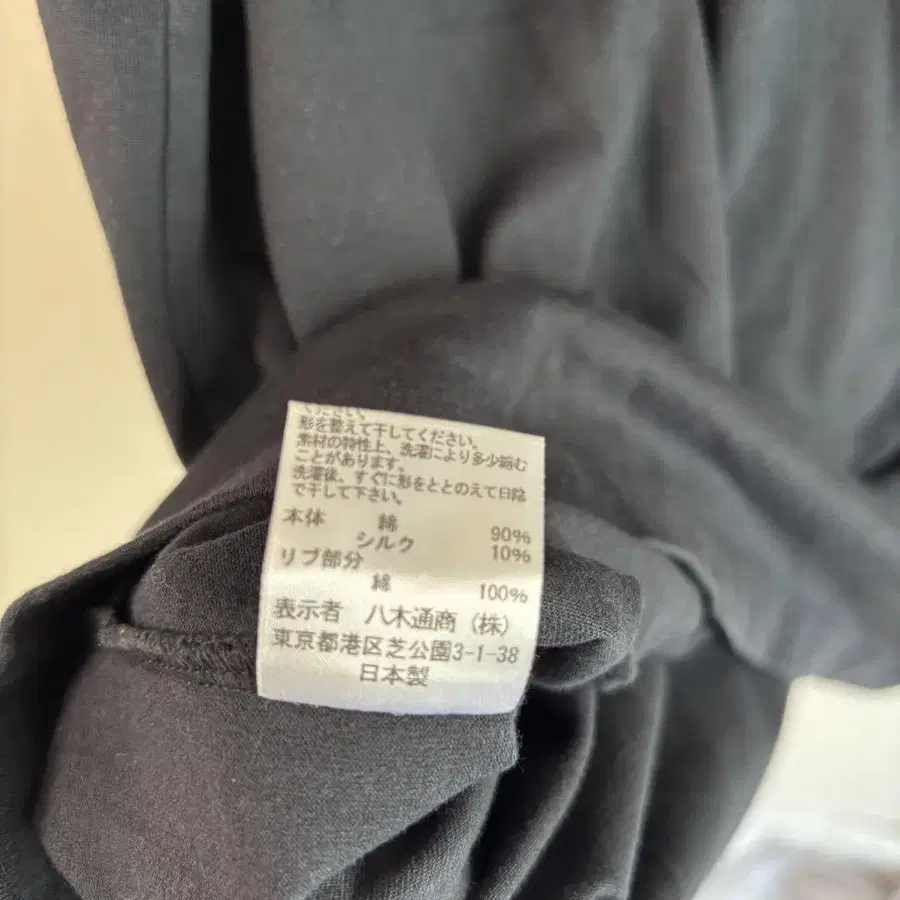 ください。
形を整えて干してください。
素材の特性上、洗濯により多少縮む
ことがあります。
洗濯後、すぐに形をととのえて日陰
で干して下さい。
本体 綿 90%
シルク 10%
リブ部分
綿 100%
表示者 八木通商(株)
東京都港区芝公園3-1-38
日本製